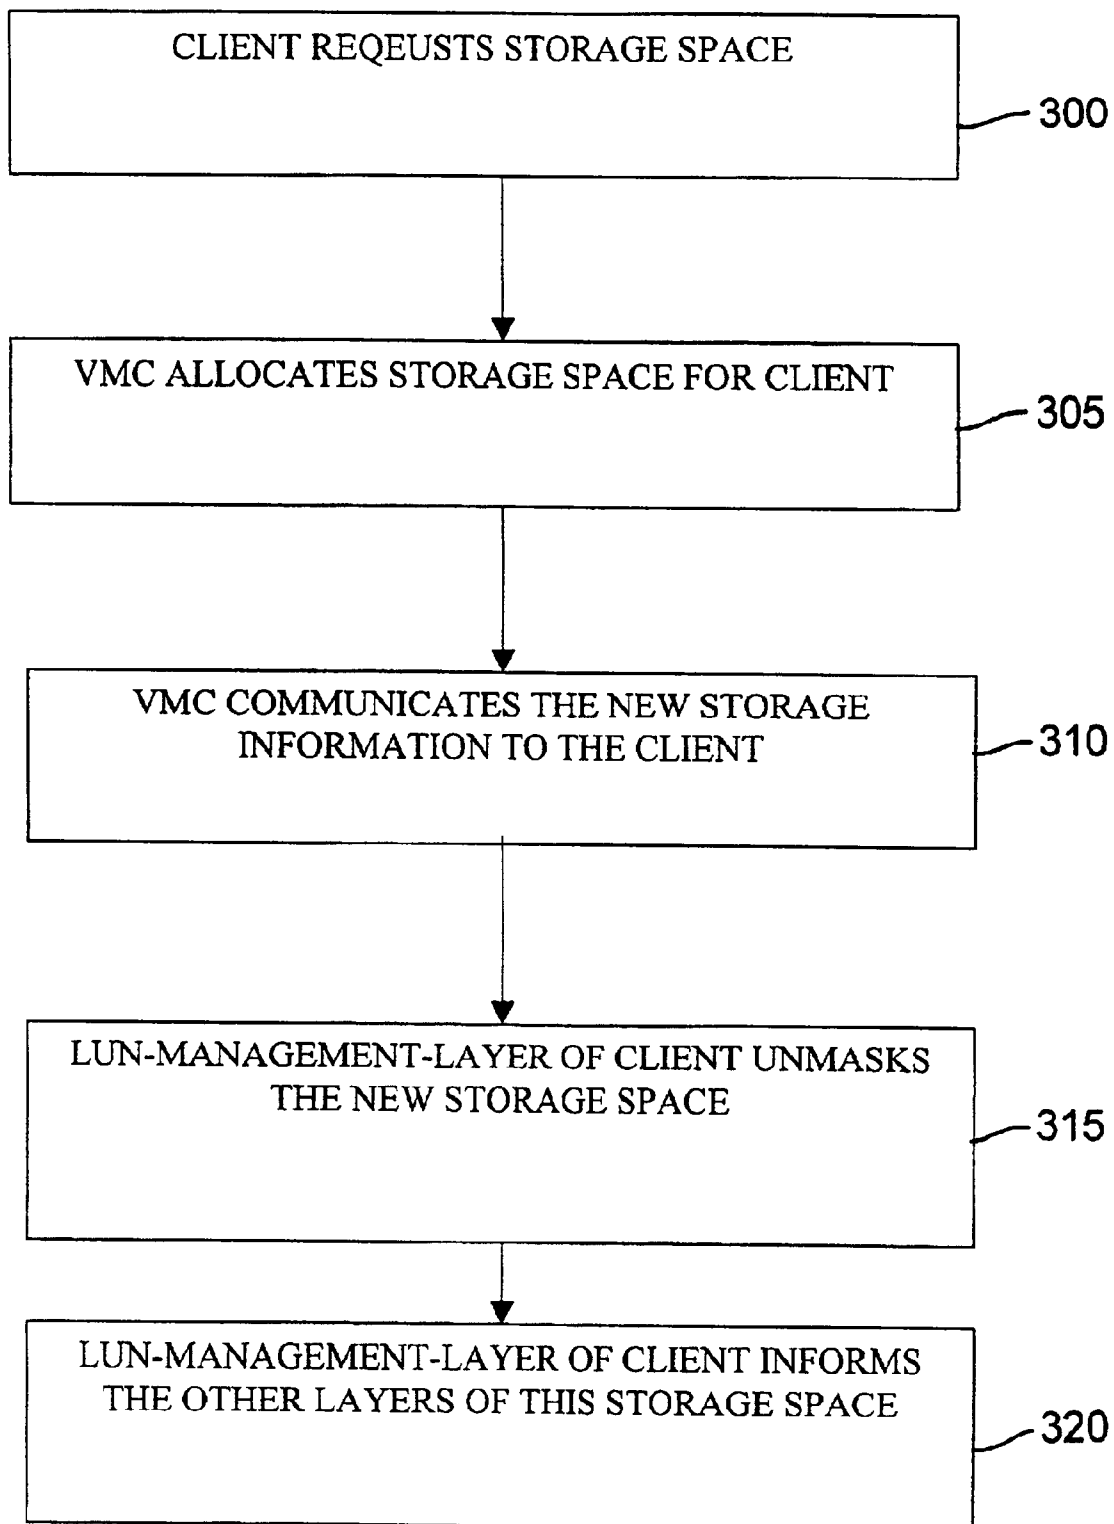 CLIENT REQEUSTS STORAGE SPACE
300
VMC ALLOCATES STORAGE SPACE FOR CLIENT
305
VMC COMMUNICATES THE NEW STORAGE
INFORMATION TO THE CLIENT
310
LUN-MANAGEMENT-LAYER OF CLIENT UNMASKS
THE NEW STORAGE SPACE
315
LUN-MANAGEMENT-LAYER OF CLIENT INFORMS
THE OTHER LAYERS OF THIS STORAGE SPACE
320